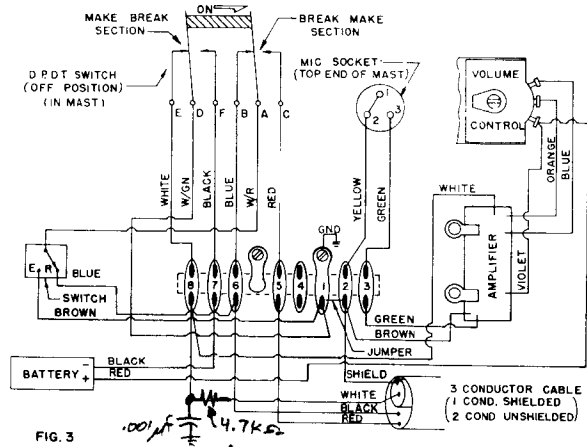 ON
MAKE BREAK
SECTION
BREAK MAKE
SECTION
D.P.D.T SWITCH
(OFF POSITION)
(IN MAST)
MIC SOCKET
(TOP END OF MAST)
VOLUME
CONTROL
1
2
3
E
D
F
B
A
C
WHITE
W/GN
BLACK
BLUE
W/R
RED
YELLOW
GREEN
ORANGE
BLUE
WHITE
VIOLET
AMPLIFIER
GND
E
R
BLUE
SWITCH
BROWN
8
7
6
5
4
1
2
3
GREEN
BROWN
JUMPER
BATTERY
-
+
BLACK
RED
SHIELD
WHITE
BLACK
RED
3 CONDUCTOR CABLE
(1 COND. SHIELDED)
(2 COND UNSHIELDED)
.001 µf
4.7KΩ
FIG. 3